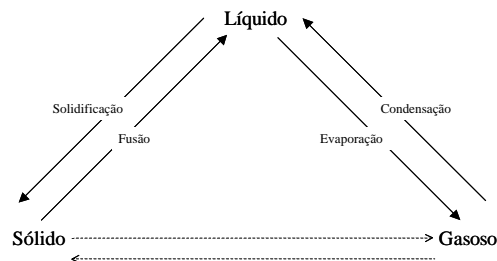 Líquido
Solidificação
Condensação
Fusão
Evaporação
Sólido
Gasoso